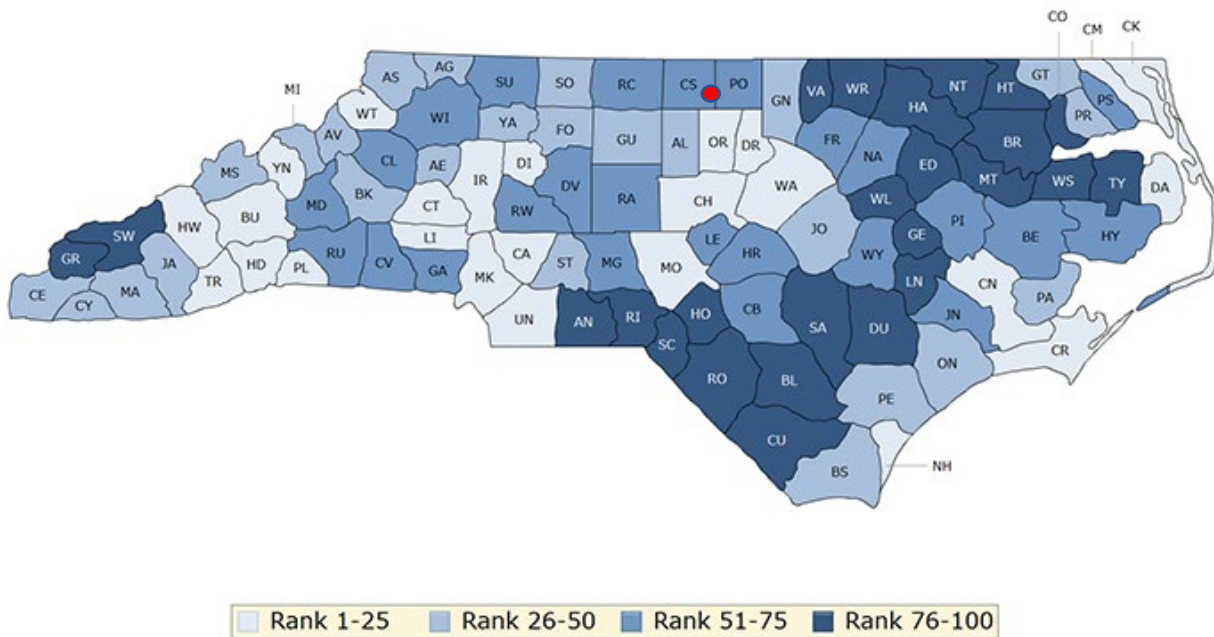 CO
CM CK
AS AG SU SO RC CS PO GN VA WR HA NT HT GT PR PS
MI
WT WI YA FO GU AL OR DR FR NA BR
AV CL AE DI
MS YN BK IR DV RA CH WA ED MT WS TY DA
MD CT RW WL
SW HW BU LI JO PI BE HY
GR JA RU CV GA CA ST MG MO LE HR WY GE
TR HD PL MK CN PA
CE CY MA LN
UN AN RI HO CB SA DU JN
SC CR
RO BL ON
PE
CU
BS NH
Rank 1-25 Rank 26-50 Rank 51-75 Rank 76-100